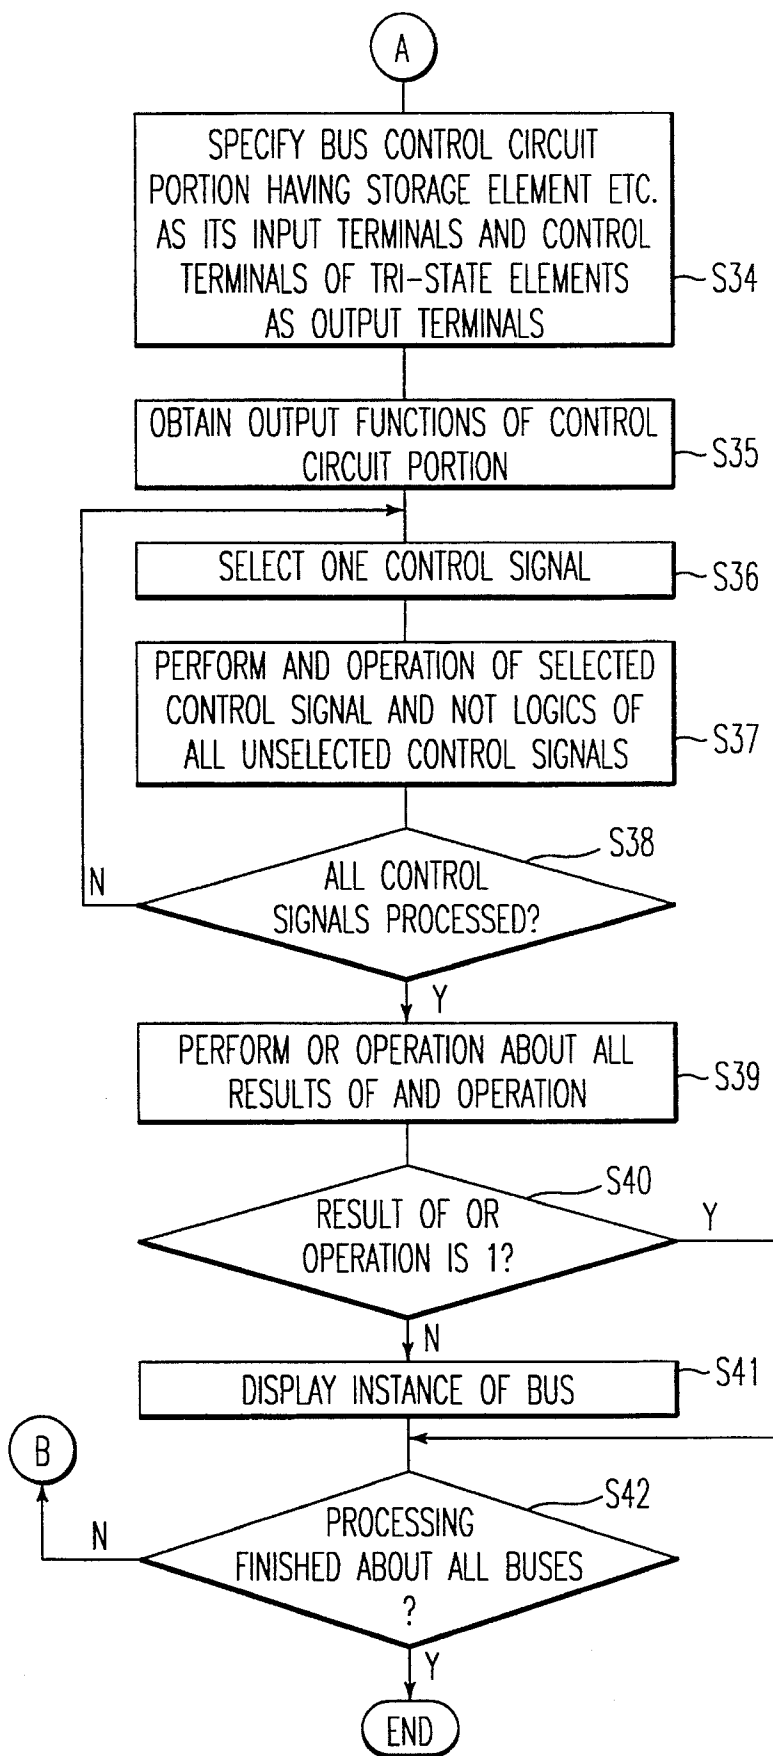 A
SPECIFY BUS CONTROL CIRCUIT
PORTION HAVING STORAGE ELEMENT ETC.
AS ITS INPUT TERMINALS AND CONTROL
TERMINALS OF TRI-STATE ELEMENTS
AS OUTPUT TERMINALS
S34
OBTAIN OUTPUT FUNCTIONS OF CONTROL
CIRCUIT PORTION
S35
SELECT ONE CONTROL SIGNAL
S36
PERFORM AND OPERATION OF SELECTED
CONTROL SIGNAL AND NOT LOGICS OF
ALL UNSELECTED CONTROL SIGNALS
S37
S38
ALL CONTROL
SIGNALS PROCESSED?
N
Y
PERFORM OR OPERATION ABOUT ALL
RESULTS OF AND OPERATION
S39
S40
RESULT OF OR
OPERATION IS 1?
Y
N
DISPLAY INSTANCE OF BUS
S41
B
S42
PROCESSING
FINISHED ABOUT ALL BUSES
?
N
Y
END